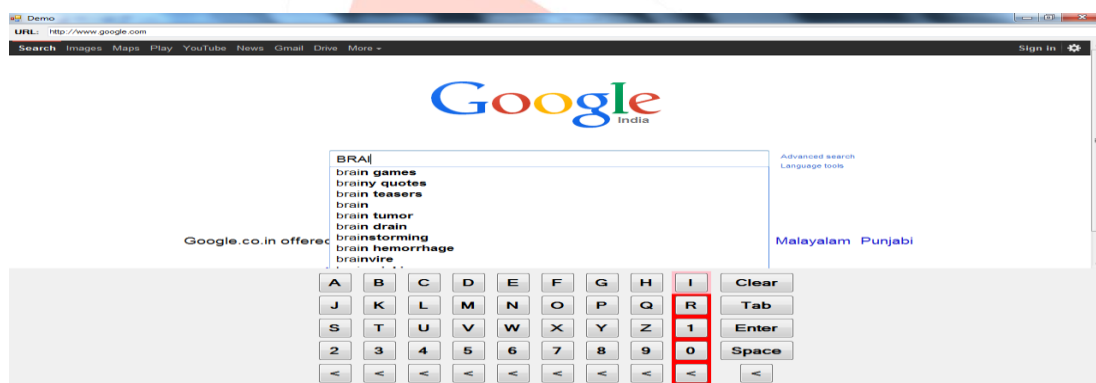 Demo
URL: http://www.google.com
Search Images Maps Play YouTube News Gmail Drive More Sign in
Google
India
BRAI
Advanced search
Language tools
brain games
brainy quotes
brain teasers
brain
brain tumor
brain drain
Google.co.in offered brainstorming Malayalam Punjabi
brain hemorrhage
brainvire
A B C D E F G H I Clear
J K L M N O P Q R Tab
S T U V W X Y Z 1 Enter
2 3 4 5 6 7 8 9 0 Space
< < < < < < < < < <